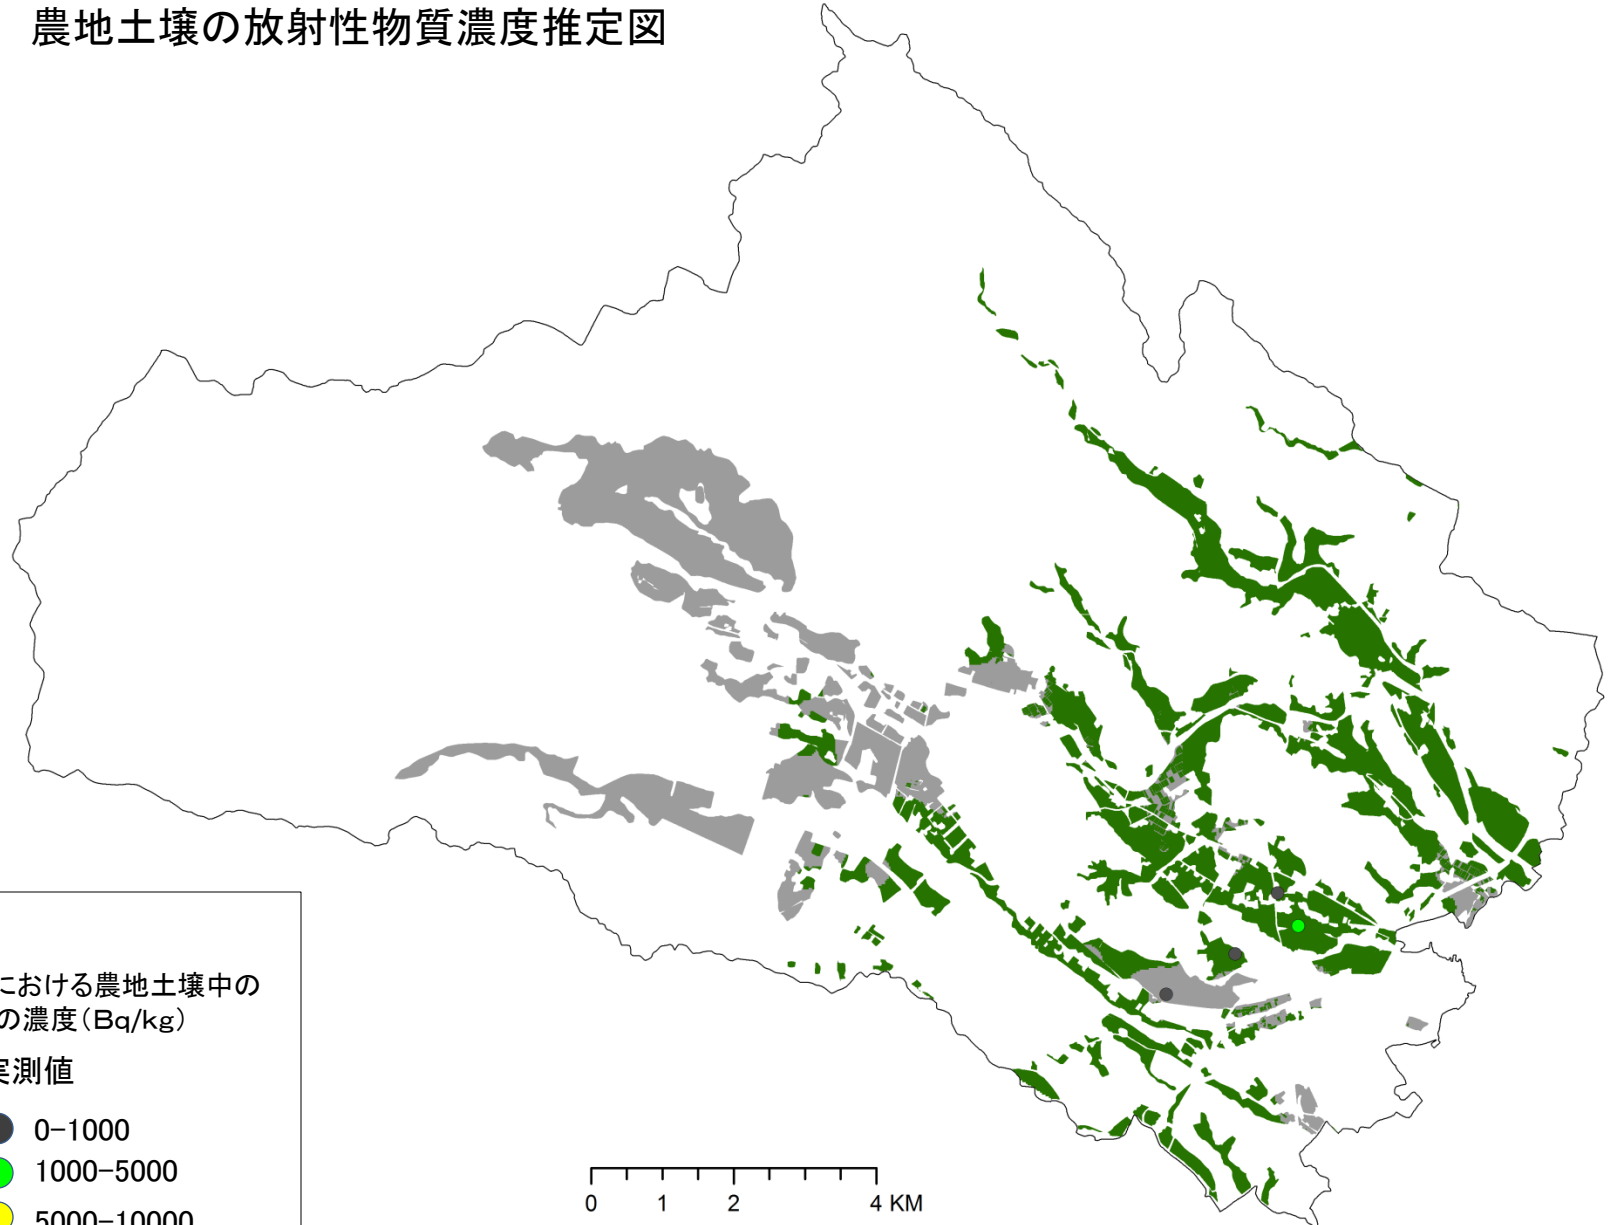 農地土壌の放射性物質濃度推定図
における農地土壌中の
の濃度（Bq/kg）
実測値
0-1000
1000-5000
5000-10000
0 1 2 4 KM